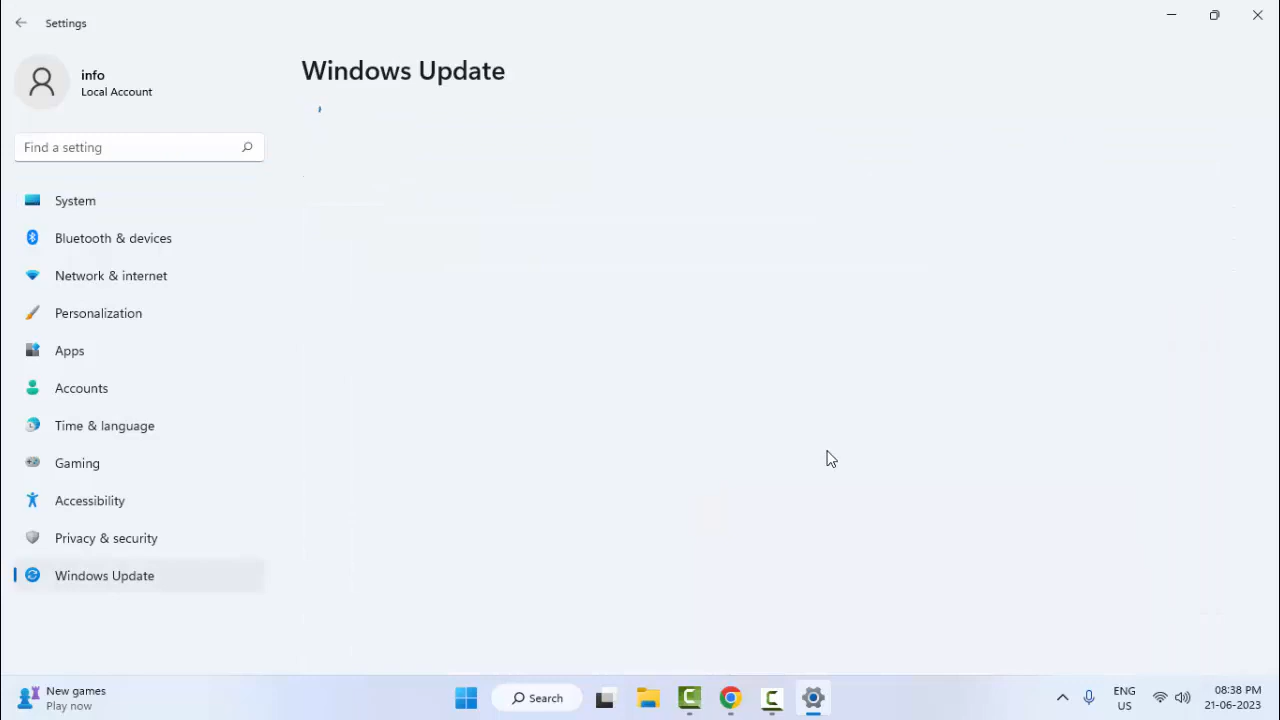 Settings
info
Local Account
Find a setting
System
Bluetooth & devices
Network & internet
Personalization
Apps
Accounts
Time & language
Gaming
Accessibility
Privacy & security
Windows Update
Windows Update
New games
Play now
Search
ENG
US
08:38 PM
21-06-2023